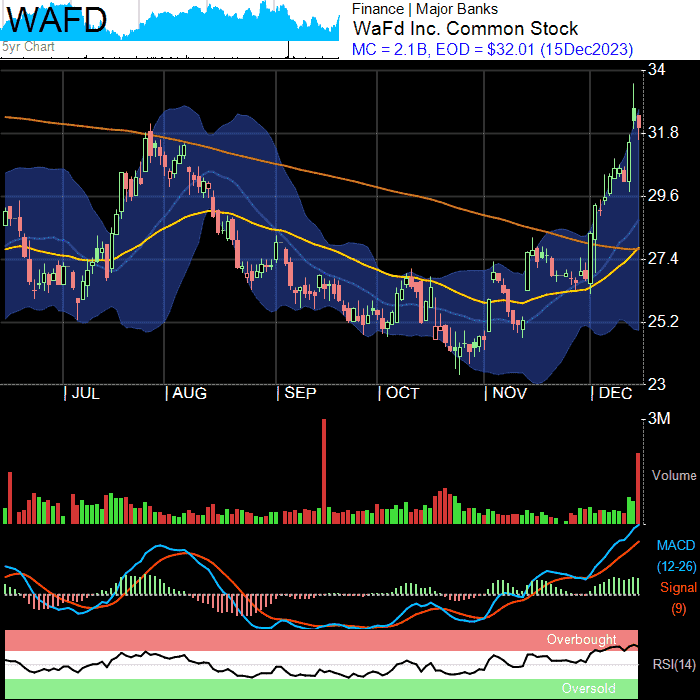 WAFD
5yr Chart
Finance | Major Banks
WaFd Inc. Common Stock
MC = 2.1B, EOD = $32.01 (15Dec2023)
34
31.8
29.6
27.4
25.2
23
| JUL | AUG | SEP | OCT | NOV | DEC
3M
Volume
MACD
(12-26)
Signal
(9)
Overbought
RSI(14)
Oversold